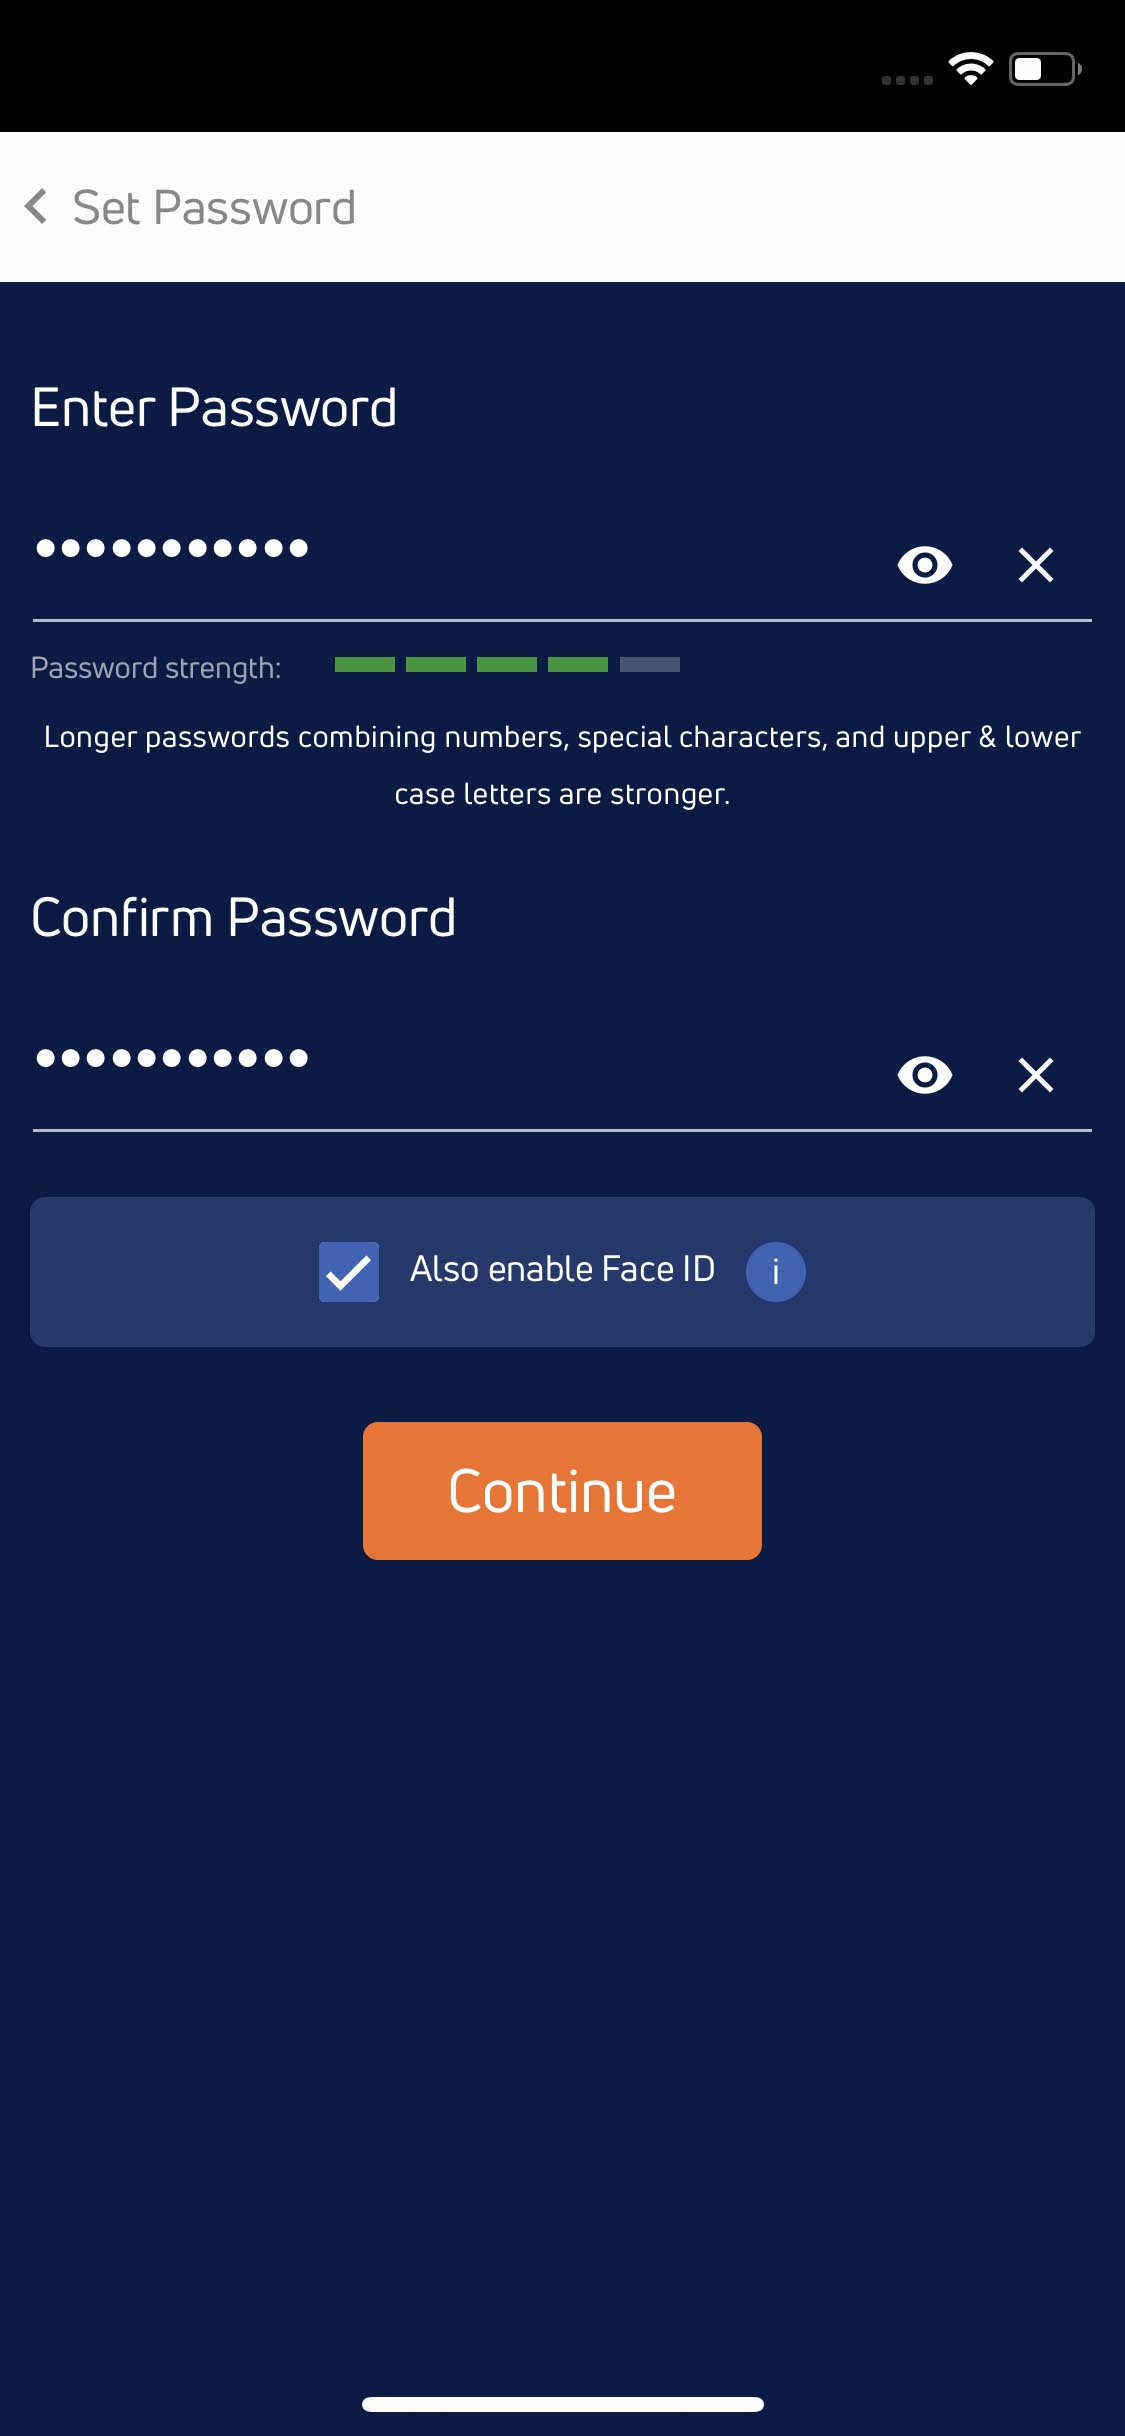 Set Password
Enter Password
•••••••••••
Password strength:
Longer passwords combining numbers, special characters, and upper & lower
case letters are stronger.
Confirm Password
•••••••••••
Also enable Face ID i
Continue